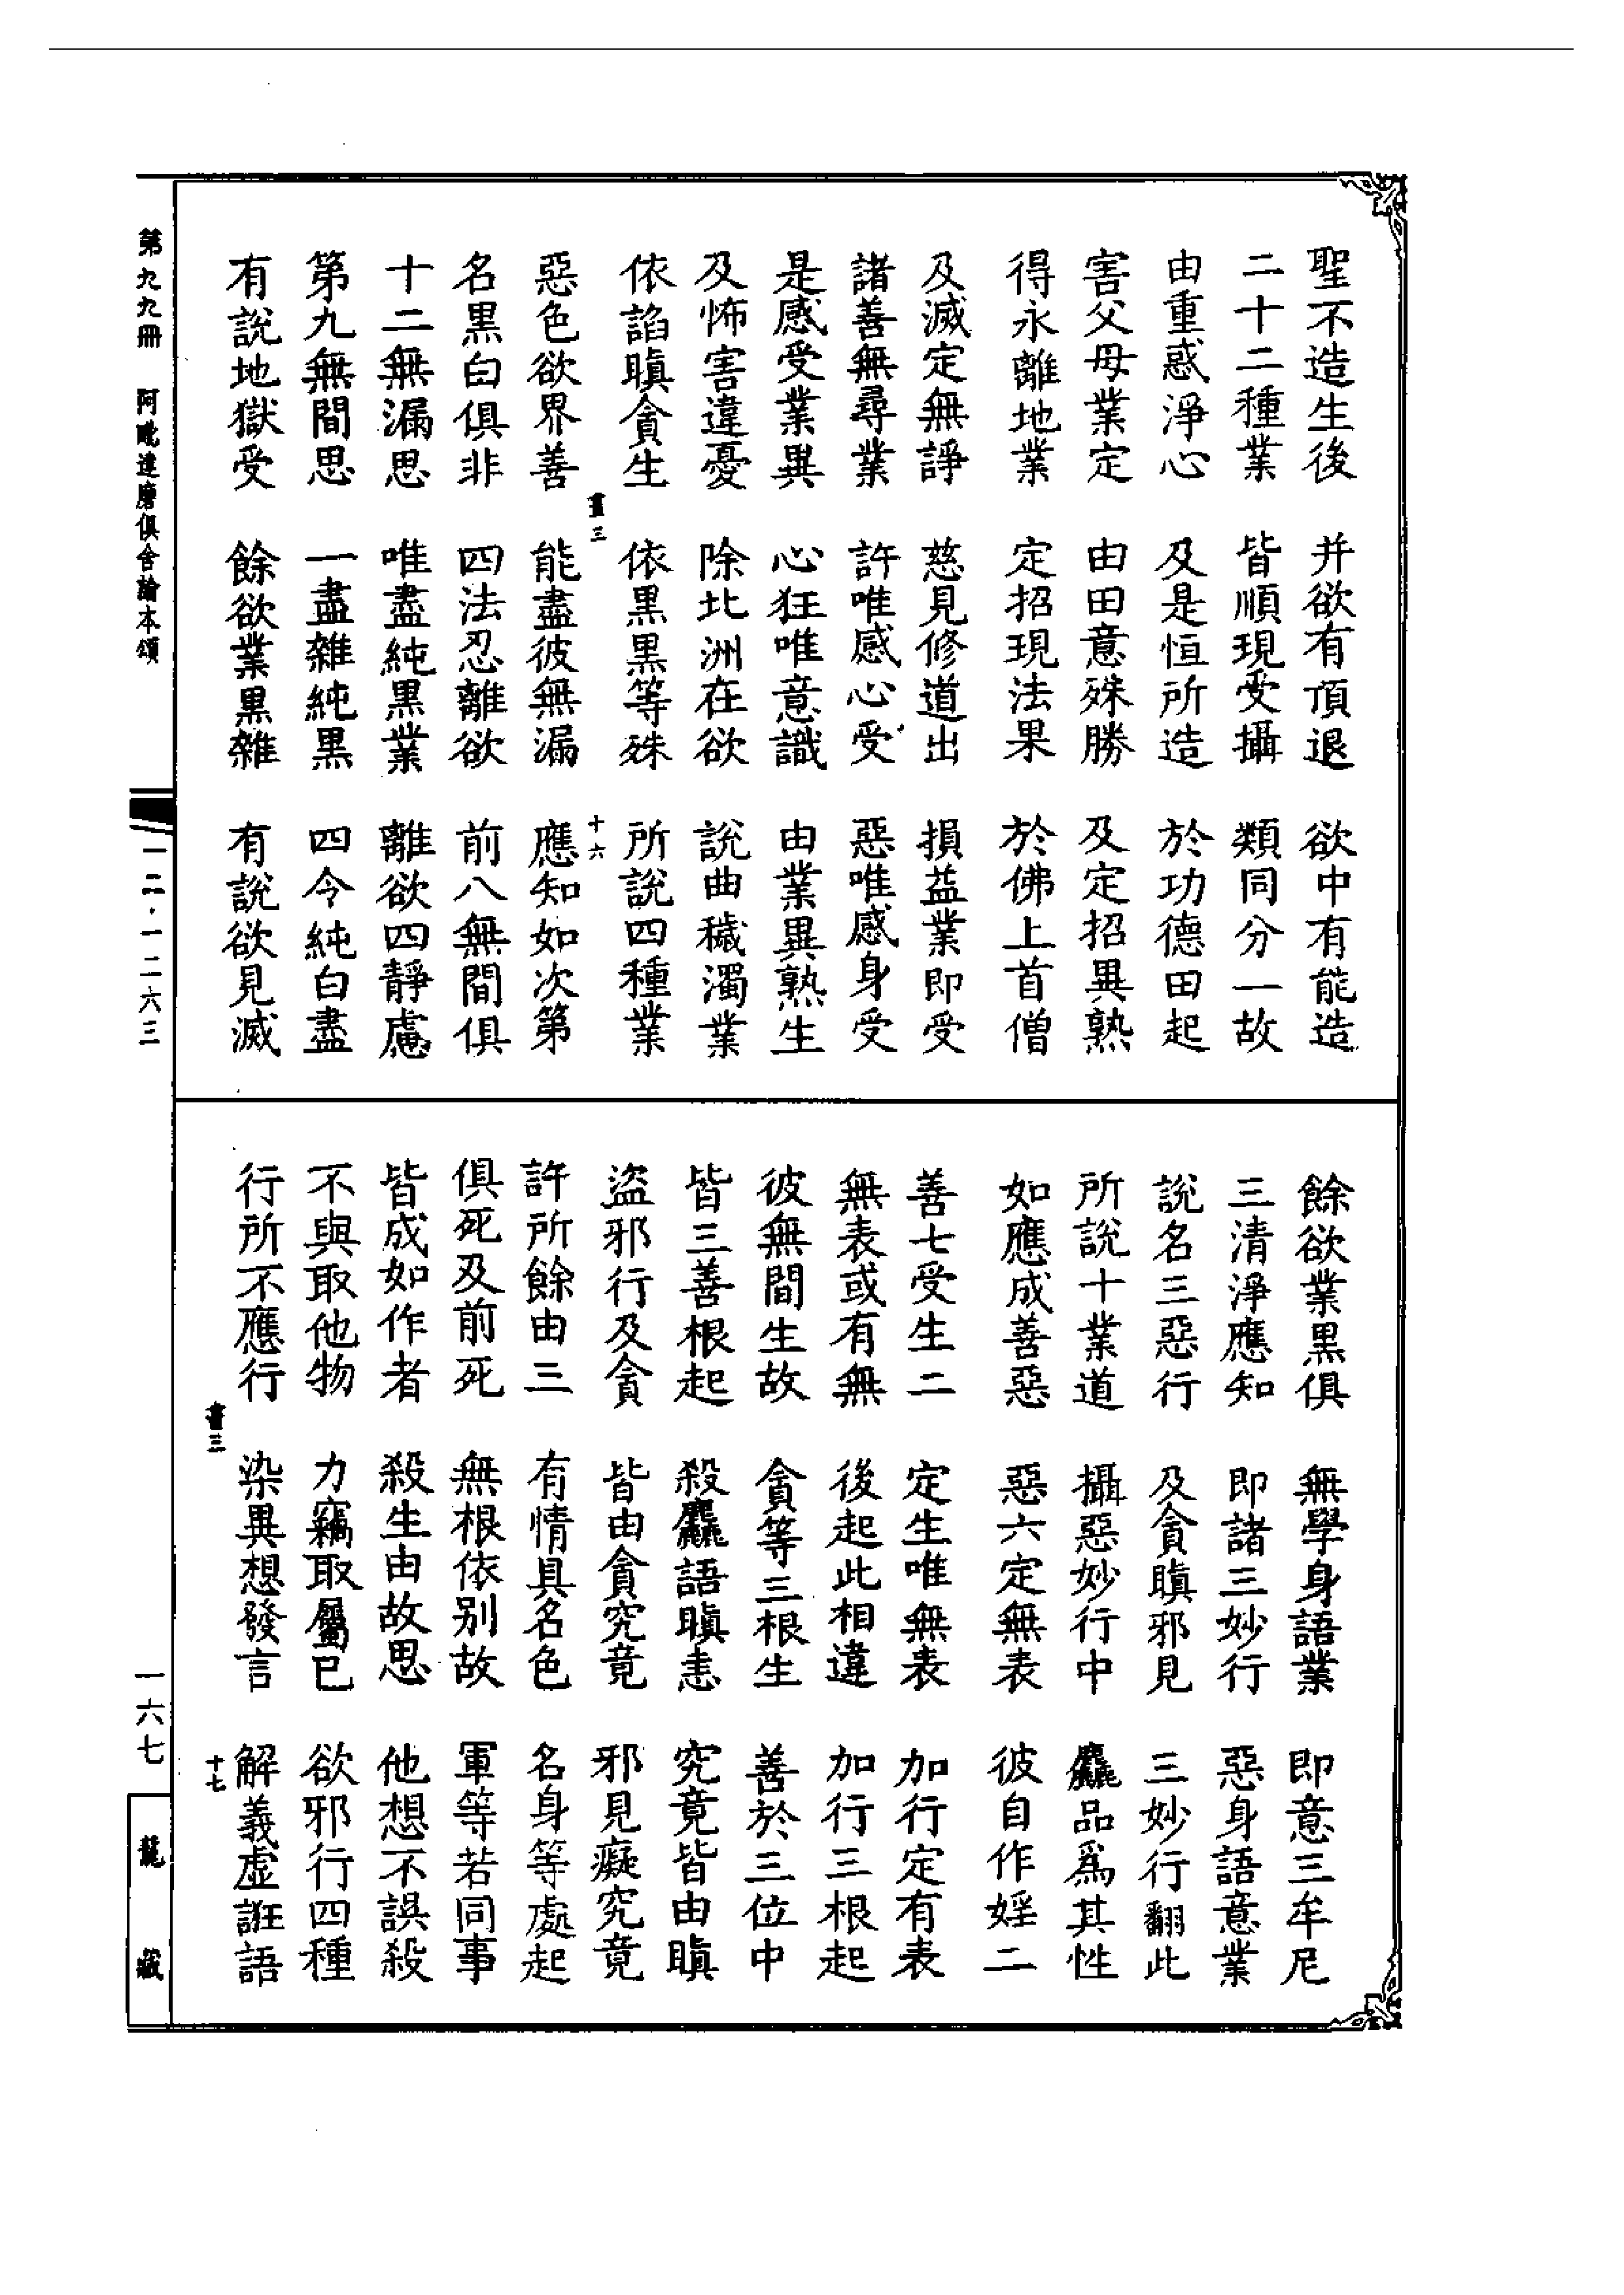 聖不造生後　并欲有頂退　欲中有能造
二十二種業　皆順現受攝　類同分一故
由重惑淨心　及是恒所造　於功德田起
害父母業定　由田意殊勝　及定招異熟
得永離地業　定招現法果　於佛上首僧
及滅定無諍　慈見修道出　損益業即受
諸善無尋業　許唯感心受　惡唯感身受
是感受業異　心狂唯意識　由業異熟生
及怖害違憂　除北洲在欲　說曲穢濁業
依諂瞋貪生　依黑黑等殊　所說四種業
畫三　十六
惡色欲界善　能盡彼無漏　應知如次第
名黑白俱非　四法忍離欲　前八無間俱
十二無漏思　唯盡純黑業　離欲四靜慮
第九無間思　一盡雜純黑　四令純白盡
有說地獄受　餘欲業黑雜　有說欲見滅
餘欲業黑俱　無學身語業　即意三牟尼
三清淨應知　即諸三妙行　惡身語意業
說名三惡行　及貪瞋邪見　三妙行翻此
所說十業道　攝惡妙行中　麤品爲其性
如應成善惡　惡六定無表　彼自作婬二
善七受生二　定生唯無表　加行定有表
無表或有無　後起此相違　加行三根起
彼無間生故　貪等三根生　善於三位中
皆三善根起　殺麤語瞋恚　究竟皆由瞋
盜邪行及貪　皆由貪究竟　邪見癡究竟
許所餘由三　有情具名色　名身等處起
俱死及前死　無根依別故　軍等若同事
皆成如作者　殺生由故思　他想不誤殺
不與取他物　力竊取屬已　欲邪行四種
行所不應行　染異想發言　解義虛誑語
畫三　十七
第九九冊　阿毗達磨俱舍論本頌
一二·一二六三
一六七
龍藏